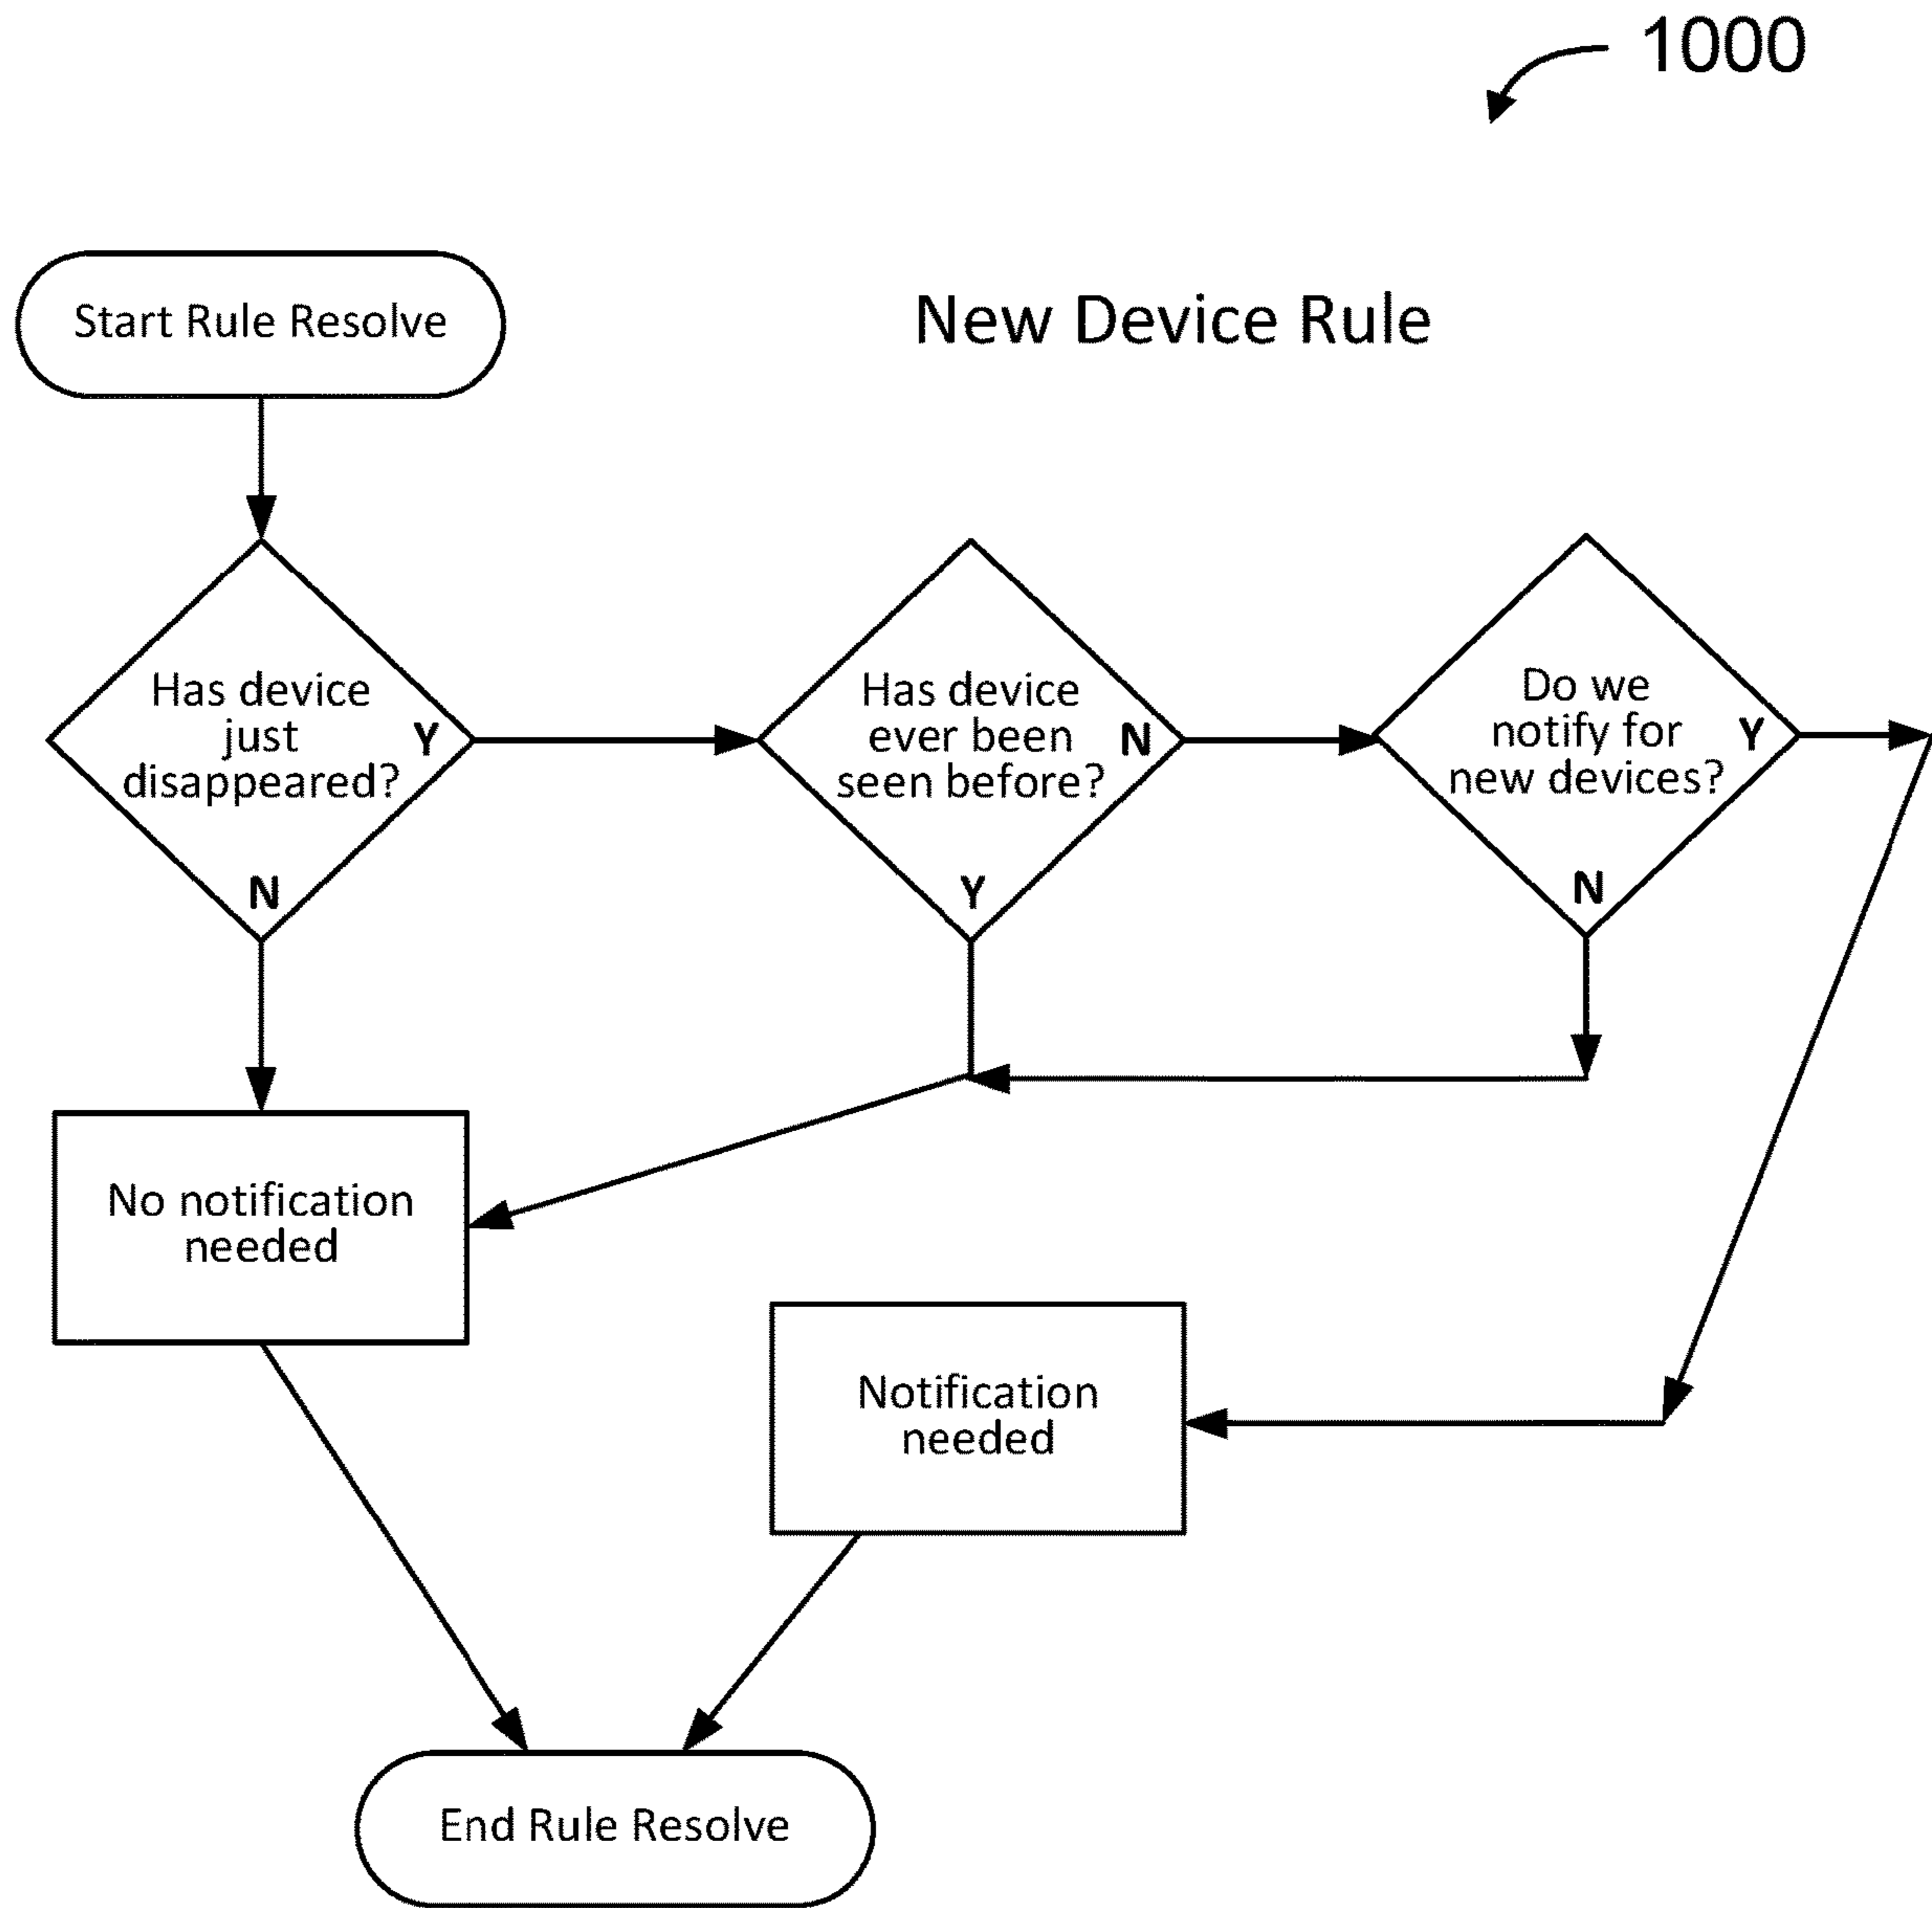 1000
Start Rule Resolve
New Device Rule
Has device
just
disappeared?
Y
N
Has device
ever been
seen before?
N
Y
Do we
notify for
new devices?
Y
N
No notification
needed
Notification
needed
End Rule Resolve